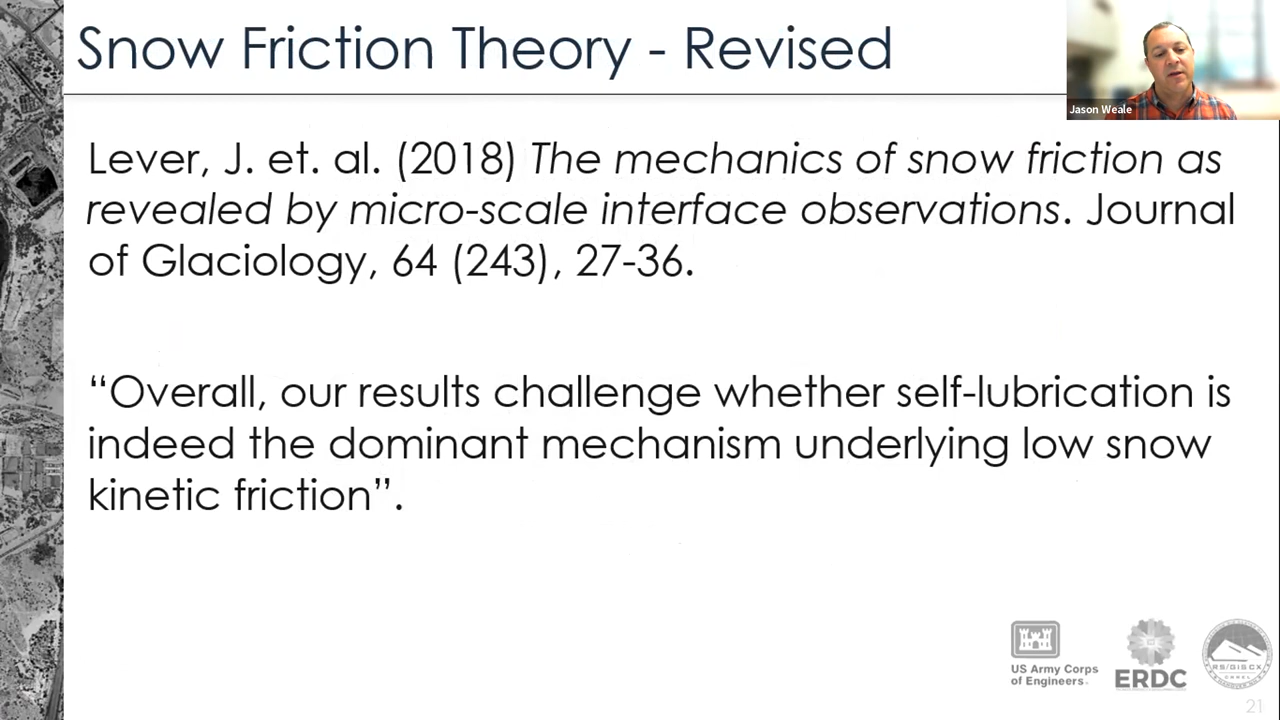 Snow Friction Theory - Revised
Jason Weale
Lever, J. et. al. (2018) The mechanics of snow friction as
revealed by micro-scale interface observations. Journal
of Glaciology, 64 (243), 27-36.
“Overall, our results challenge whether self-lubrication is
indeed the dominant mechanism underlying low snow
kinetic friction”.
US Army Corps
of Engineers
ERDC
RS/GISCX
21